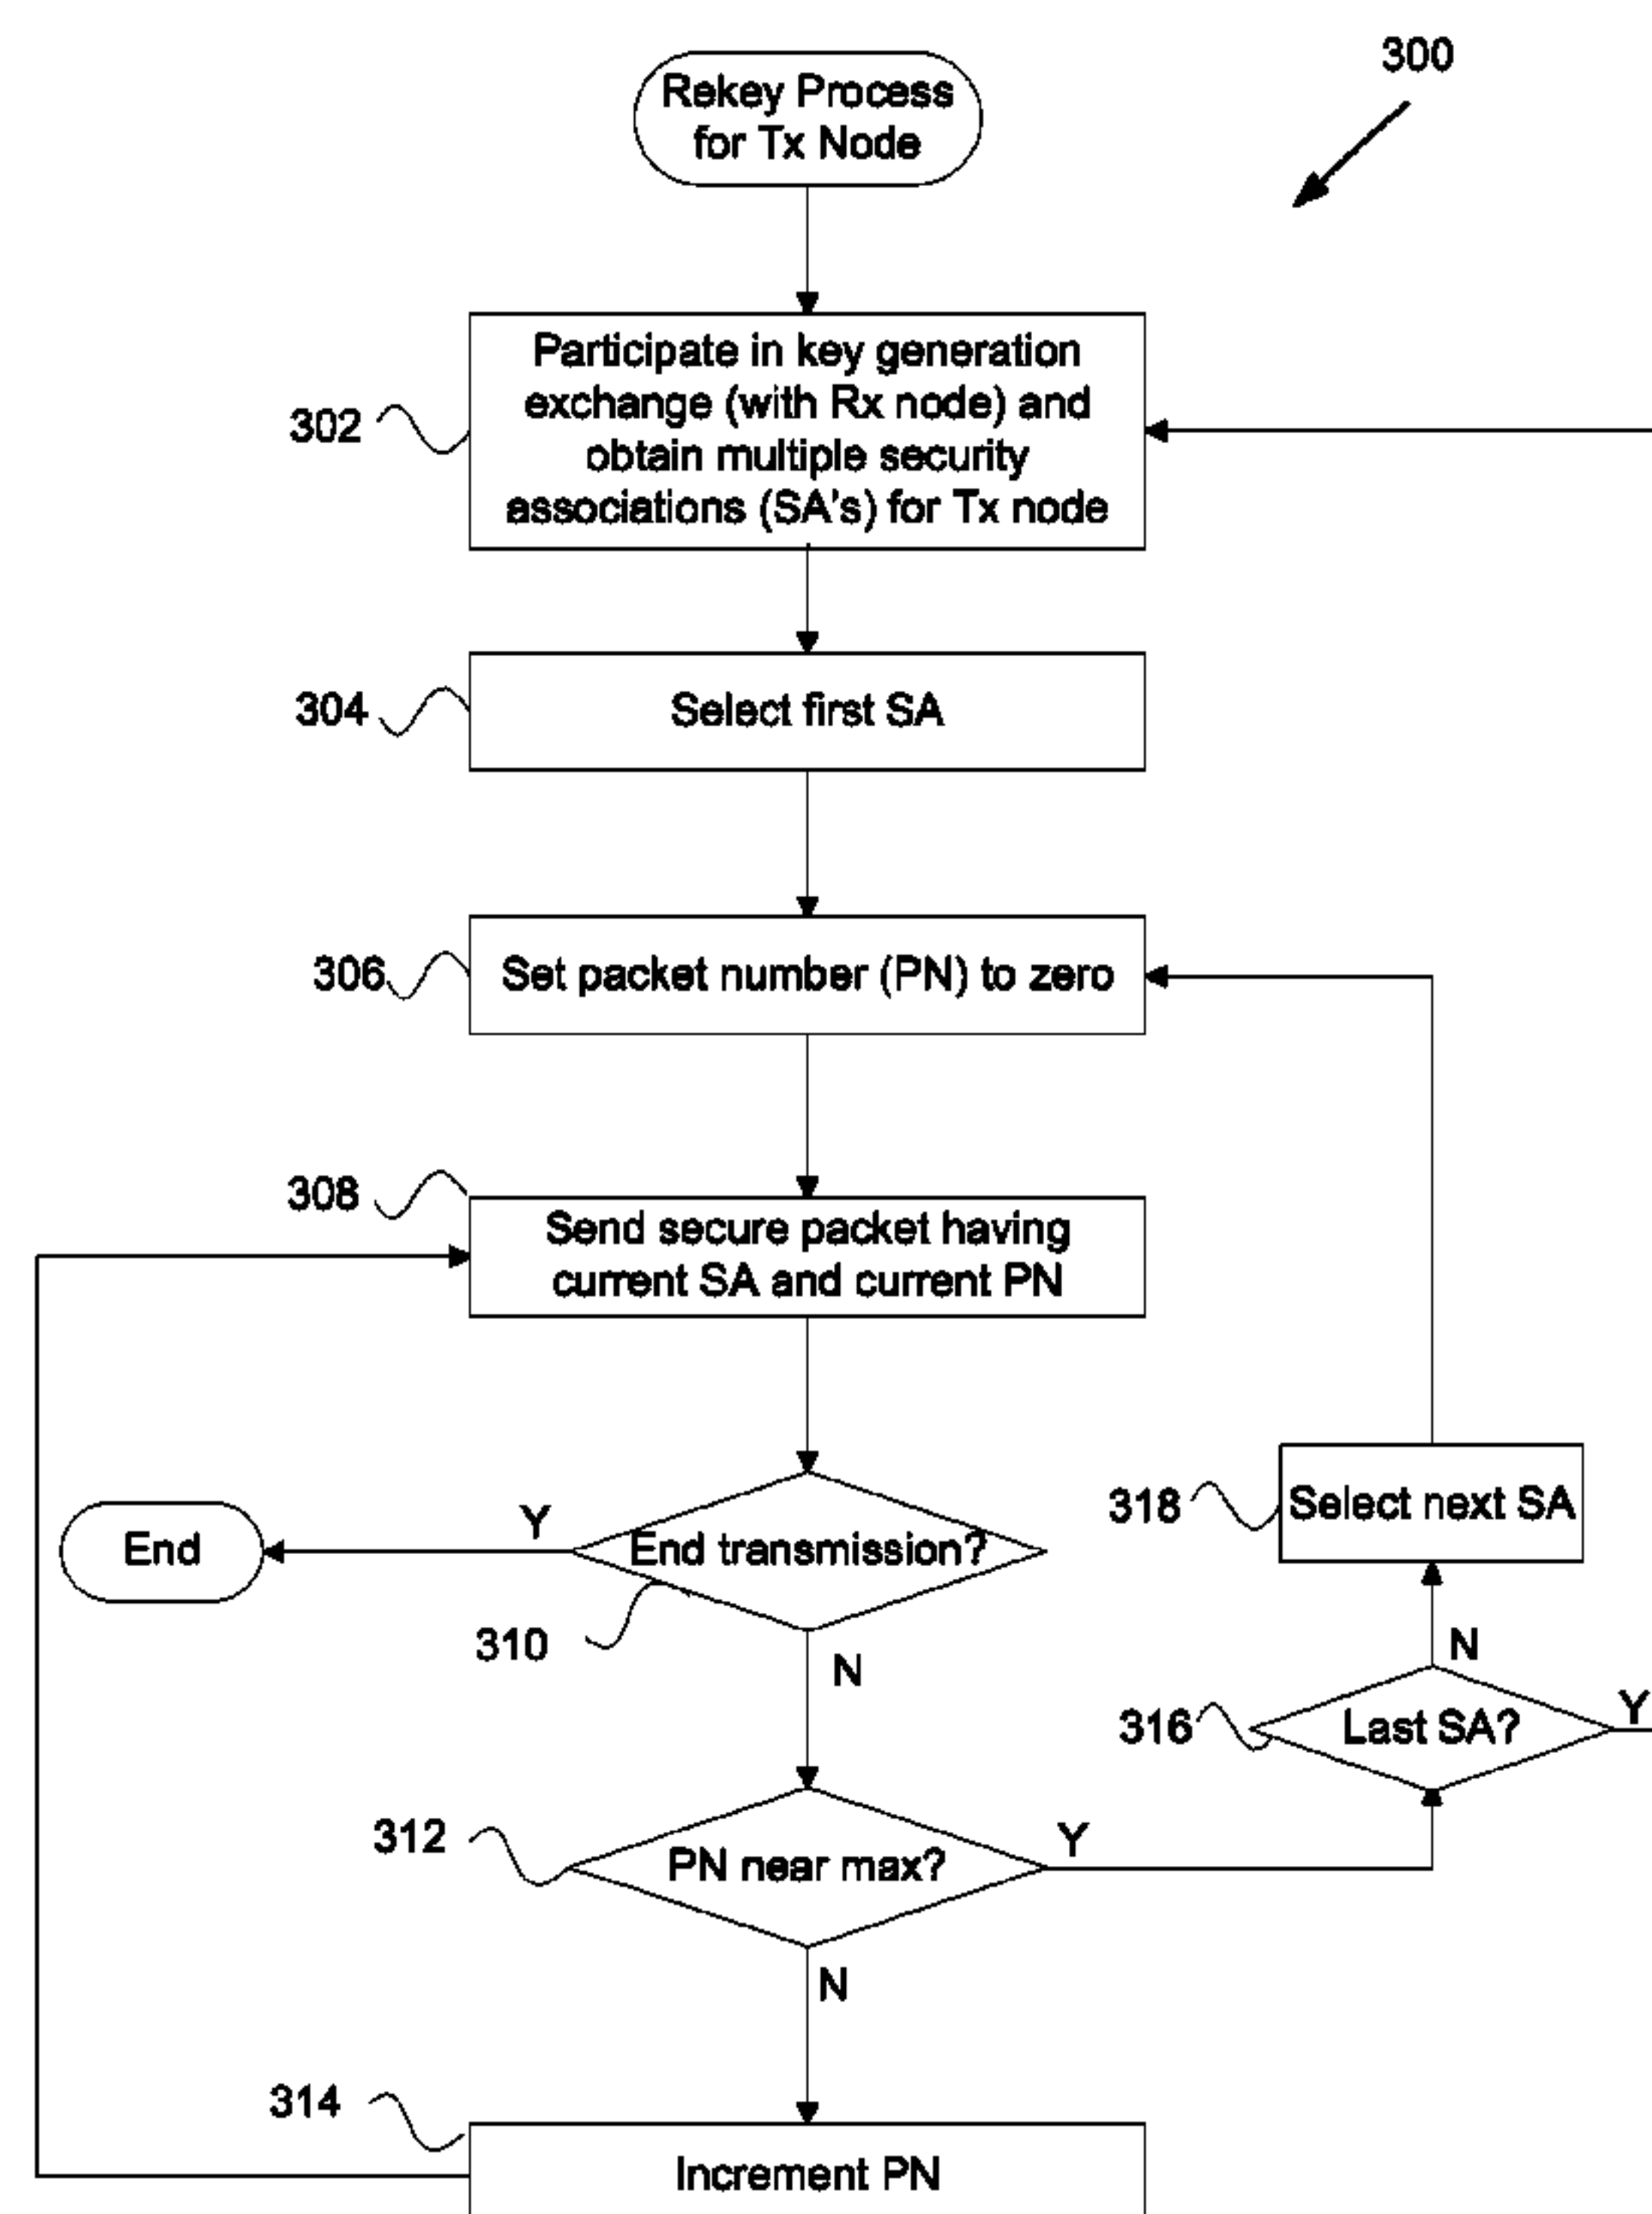 300
Rekey Process
for Tx Node
302
Participate in key generation
exchange (with Rx node) and
obtain multiple security
associations (SA's) for Tx node
304
Select first SA
306
Set packet number (PN) to zero
308
Send secure packet having
current SA and current PN
End
Y
End transmission?
310
N
318
Select next SA
N
316
Last SA?
Y
312
PN near max?
Y
N
314
Increment PN